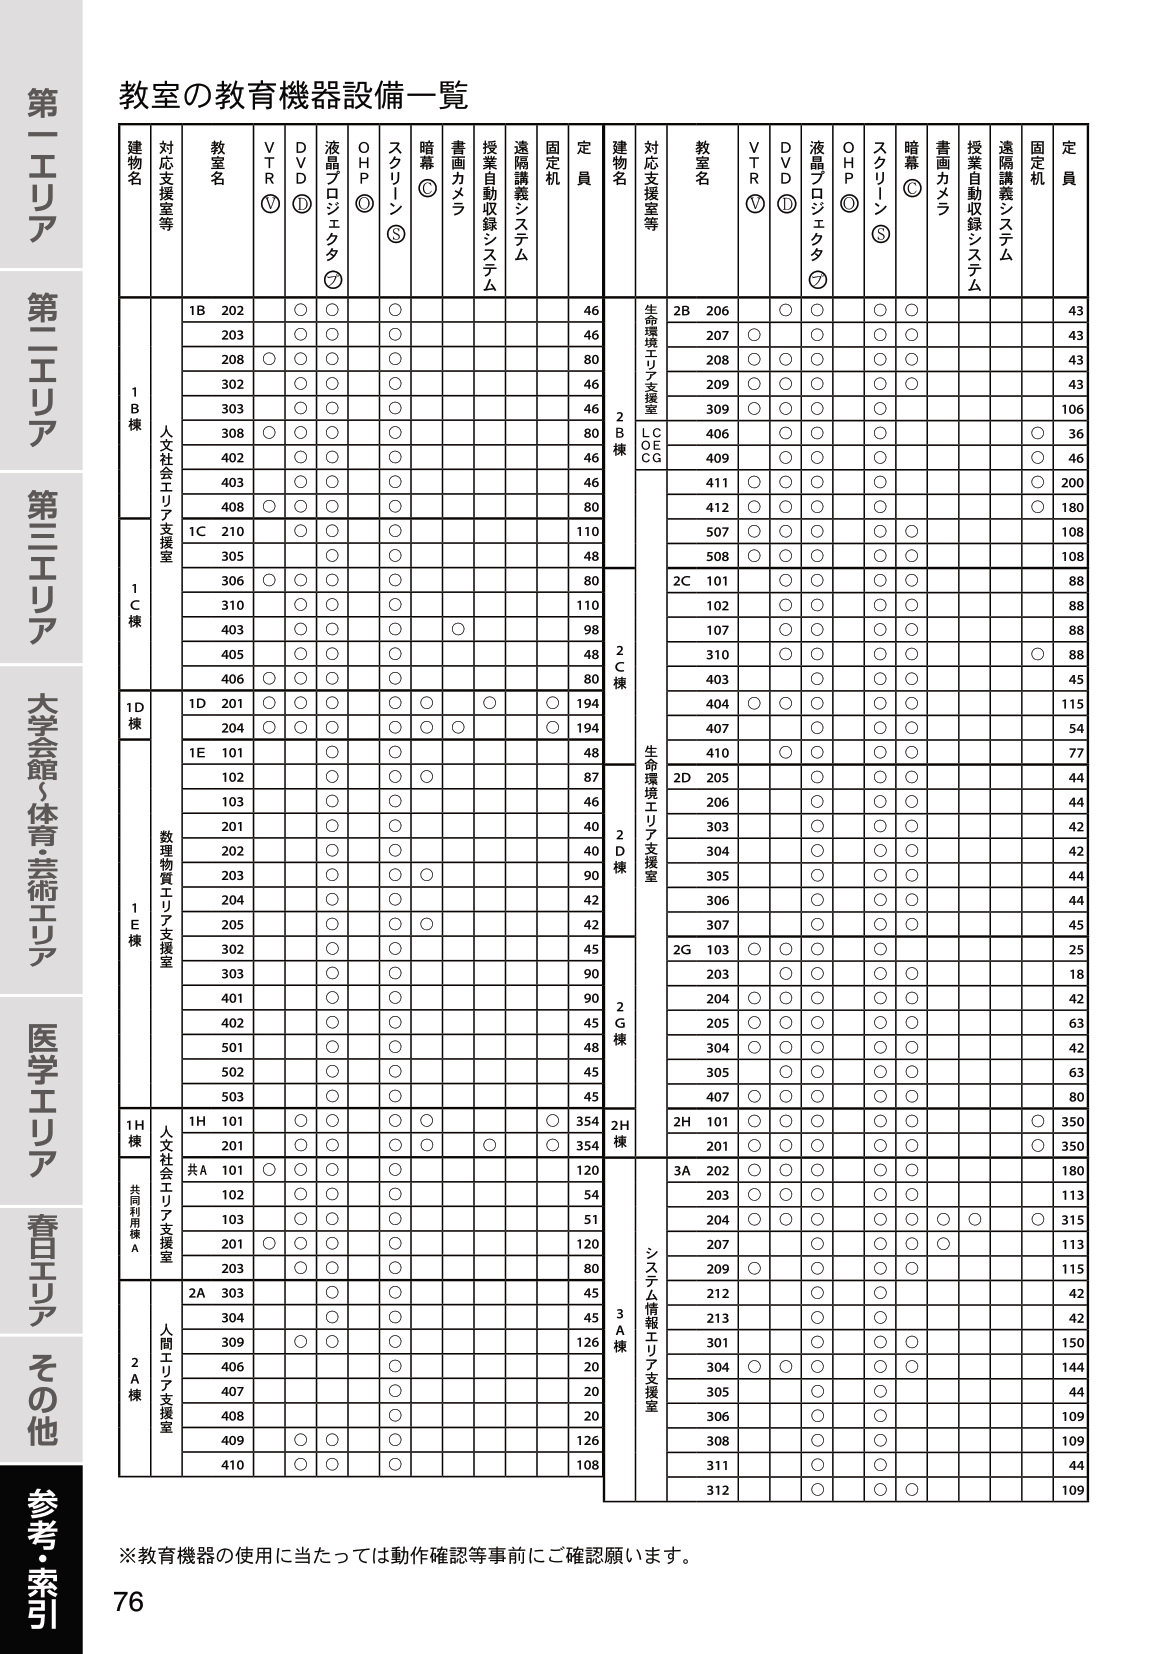 第一エリア
第二エリア
第三エリア
大学会館〜体育・芸術エリア
医学エリア
春日エリア
その他
参考・索引
教室の教育機器設備一覧
建物名 対応支援室等 教室名 VTRⓋ DVDⒹ 液晶プロジェクタ㋫ OHPⓄ スクリーンⓈ 暗幕Ⓒ 書画カメラ 授業自動収録システム 遠隔講義システム 固定机 定員
1B棟 人文社会エリア支援室
1B 202 ○ ○ ○ 46
203 ○ ○ ○ 46
208 ○ ○ ○ ○ 80
302 ○ ○ ○ 46
303 ○ ○ ○ 46
308 ○ ○ ○ ○ 80
402 ○ ○ ○ 46
403 ○ ○ ○ 46
408 ○ ○ ○ ○ 80
1C棟
1C 210 ○ ○ ○ 110
305 ○ ○ 48
306 ○ ○ ○ ○ 80
310 ○ ○ ○ 110
403 ○ ○ ○ ○ 98
405 ○ ○ ○ 48
406 ○ ○ ○ ○ 80
1D棟 数理物質エリア支援室
1D 201 ○ ○ ○ ○ ○ ○ ○ 194
204 ○ ○ ○ ○ ○ ○ ○ 194
1E棟
1E 101 ○ ○ 48
102 ○ ○ ○ 87
103 ○ ○ 46
201 ○ ○ 40
202 ○ ○ 40
203 ○ ○ ○ 90
204 ○ ○ 42
205 ○ ○ ○ 42
302 ○ ○ 45
303 ○ ○ 90
401 ○ ○ 90
402 ○ ○ 45
501 ○ ○ 48
502 ○ ○ 45
503 ○ ○ 45
1H棟 人文社会エリア支援室
1H 101 ○ ○ ○ ○ ○ 354
201 ○ ○ ○ ○ ○ ○ 354
共同利用棟A
共A 101 ○ ○ ○ ○ 120
102 ○ ○ ○ 54
103 ○ ○ ○ 51
201 ○ ○ ○ ○ 120
203 ○ ○ ○ 80
2A棟 人間エリア支援室
2A 303 ○ ○ 45
304 ○ ○ 45
309 ○ ○ ○ 126
406 ○ 20
407 ○ 20
408 ○ 20
409 ○ ○ ○ 126
410 ○ ○ ○ 108
建物名 対応支援室等 教室名 VTRⓋ DVDⒹ 液晶プロジェクタ㋫ OHPⓄ スクリーンⓈ 暗幕Ⓒ 書画カメラ 授業自動収録システム 遠隔講義システム 固定机 定員
2B棟 生命環境エリア支援室
2B 206 ○ ○ ○ ○ 43
207 ○ ○ ○ ○ 43
208 ○ ○ ○ ○ ○ 43
209 ○ ○ ○ ○ ○ 43
309 ○ ○ ○ ○ 106
LC
OE
CG
406 ○ ○ ○ ○ 36
409 ○ ○ ○ ○ 46
生命環境エリア支援室
411 ○ ○ ○ ○ ○ 200
412 ○ ○ ○ ○ ○ 180
507 ○ ○ ○ ○ ○ 108
508 ○ ○ ○ ○ ○ 108
2C棟
2C 101 ○ ○ ○ ○ 88
102 ○ ○ ○ ○ 88
107 ○ ○ ○ ○ 88
310 ○ ○ ○ ○ ○ 88
403 ○ ○ ○ 45
404 ○ ○ ○ ○ ○ 115
407 ○ ○ ○ 54
410 ○ ○ ○ ○ 77
2D棟
2D 205 ○ ○ ○ 44
206 ○ ○ ○ 44
303 ○ ○ ○ 42
304 ○ ○ ○ 42
305 ○ ○ ○ 44
306 ○ ○ ○ 44
307 ○ ○ ○ 45
2G棟
2G 103 ○ ○ ○ ○ 25
203 ○ ○ ○ ○ 18
204 ○ ○ ○ ○ ○ 42
205 ○ ○ ○ ○ ○ 63
304 ○ ○ ○ ○ ○ 42
305 ○ ○ ○ ○ 63
407 ○ ○ ○ ○ ○ 80
2H棟
2H 101 ○ ○ ○ ○ ○ ○ 350
201 ○ ○ ○ ○ ○ ○ 350
3A棟 システム情報エリア支援室
3A 202 ○ ○ ○ ○ ○ 180
203 ○ ○ ○ ○ ○ 113
204 ○ ○ ○ ○ ○ ○ ○ ○ 315
207 ○ ○ ○ ○ 113
209 ○ ○ ○ ○ 115
212 ○ ○ 42
213 ○ ○ 42
301 ○ ○ ○ 150
304 ○ ○ ○ ○ ○ 144
305 ○ ○ 44
306 ○ ○ 109
308 ○ ○ 109
311 ○ ○ 44
312 ○ ○ ○ 109
※教育機器の使用に当たっては動作確認等事前にご確認願います。
76